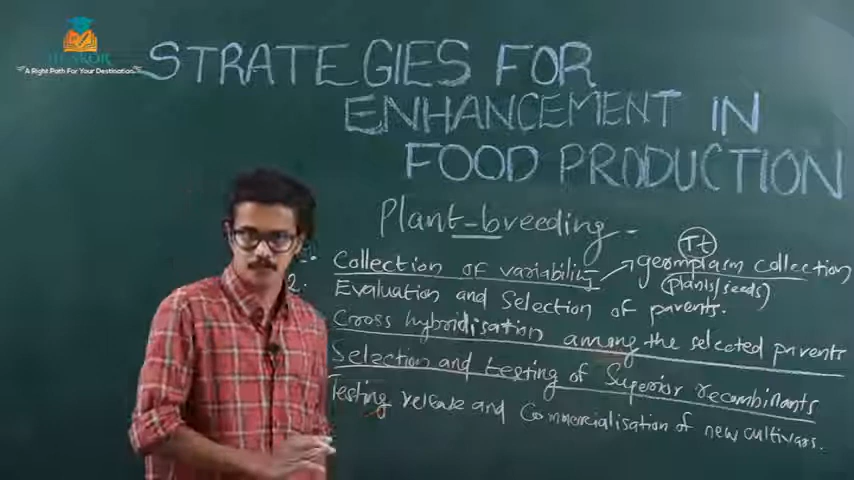 A Right Path For Your Destination
STRATEGIES FOR
ENHANCEMENT IN
FOOD PRODUCTION
Plant-breeding -
Tt
Collection of variability → germplasm collection
(plants/seeds)
2. Evaluation and Selection of parents.
Cross hybridisation among the selected parents
Selection and testing of Superior recombinants
Testing release and Commercialisation of new cultivars.